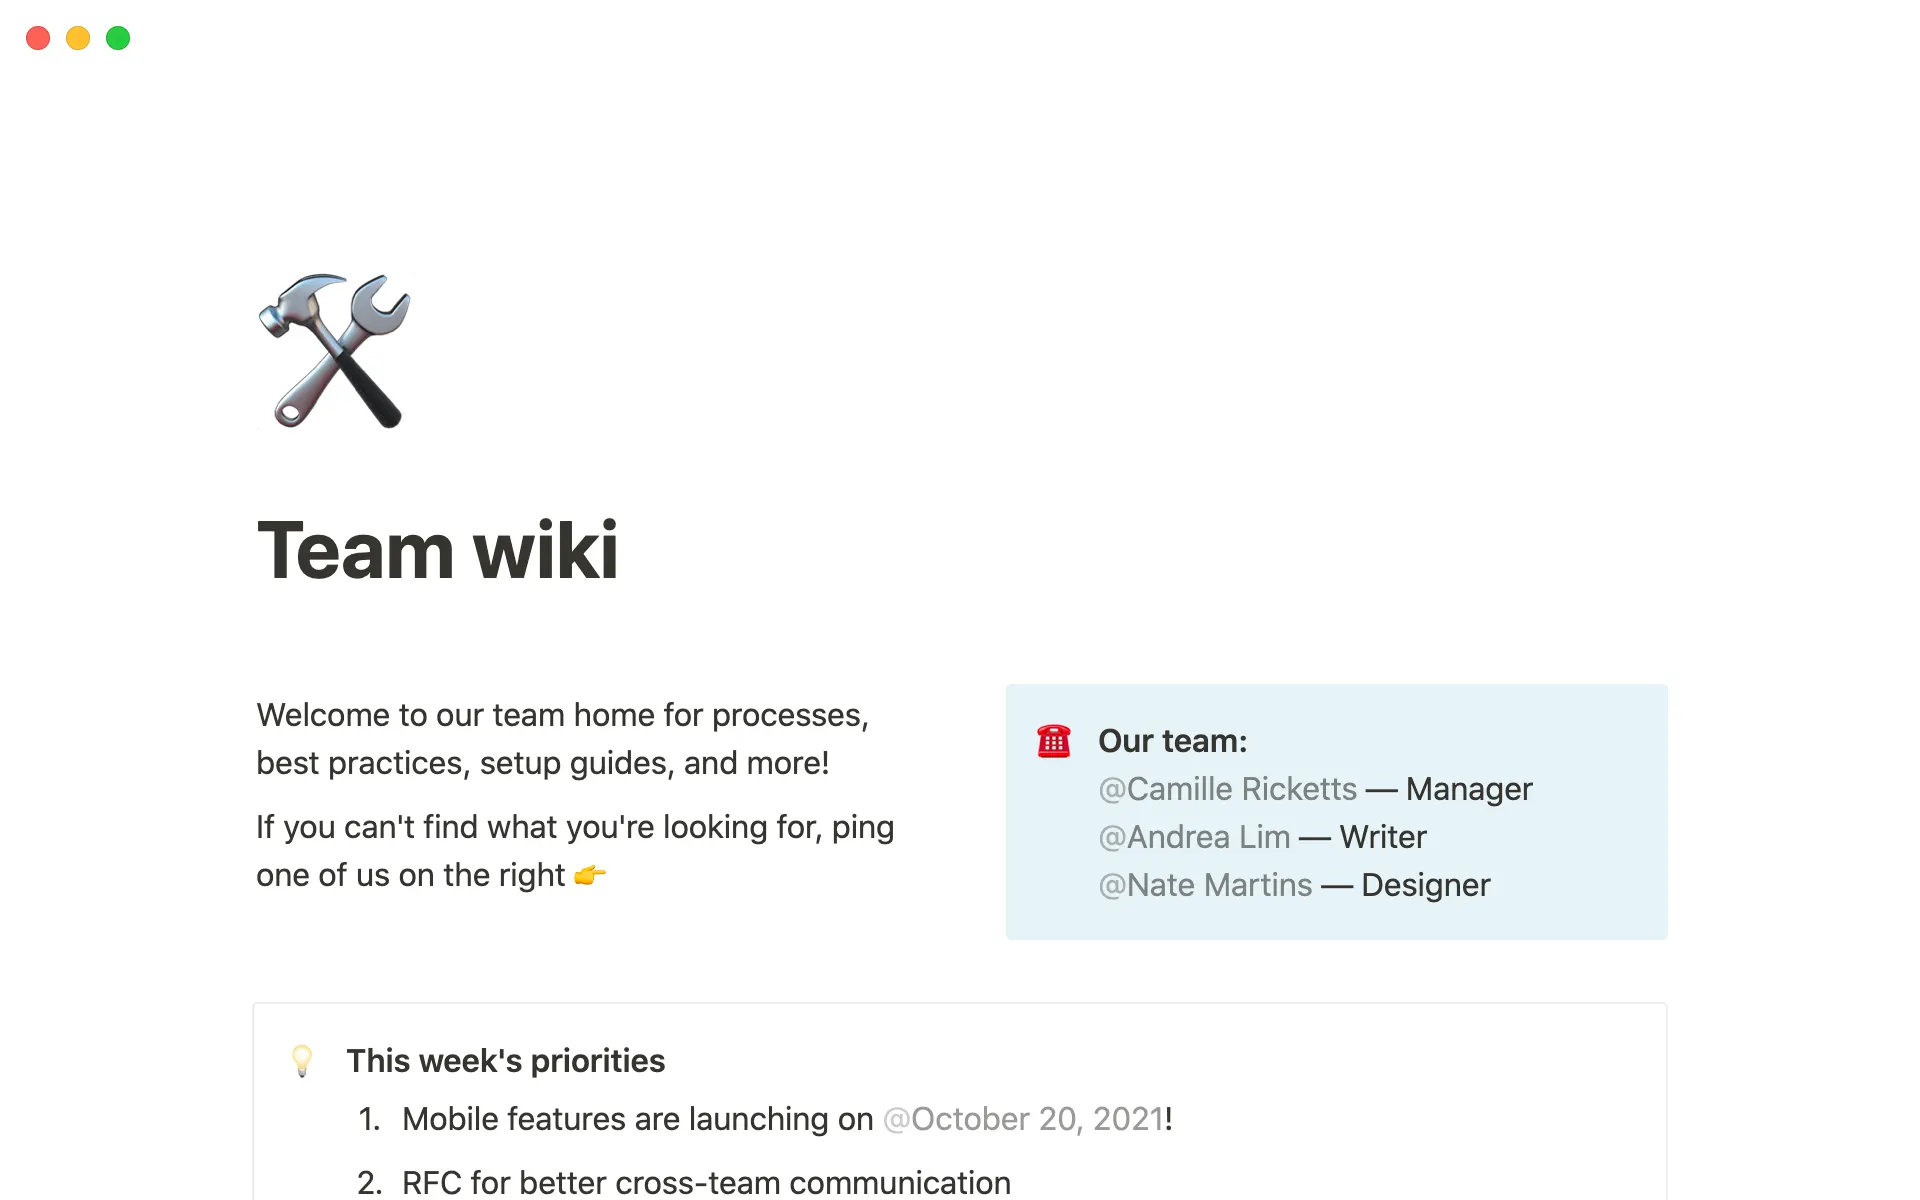 Team wiki
Welcome to our team home for processes,
best practices, setup guides, and more!
If you can't find what you're looking for, ping
one of us on the right 👉
Our team:
@Camille Ricketts — Manager
@Andrea Lim — Writer
@Nate Martins — Designer
This week's priorities
1. Mobile features are launching on @October 20, 2021!
2. RFC for better cross-team communication